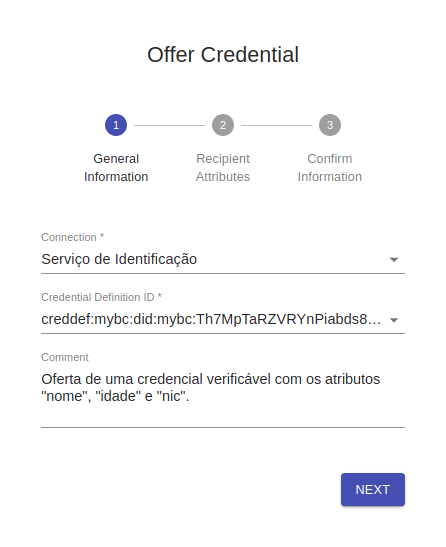 Offer Credential
1
2
3
General
Information
Recipient
Attributes
Confirm
Information
Connection *
Serviço de Identificação
Credential Definition ID *
creddef:mybc:did:mybc:Th7MpTaRZVRYnPiabds8...
Comment
Oferta de uma credencial verificável com os atributos
"nome", "idade" e "nic".
NEXT